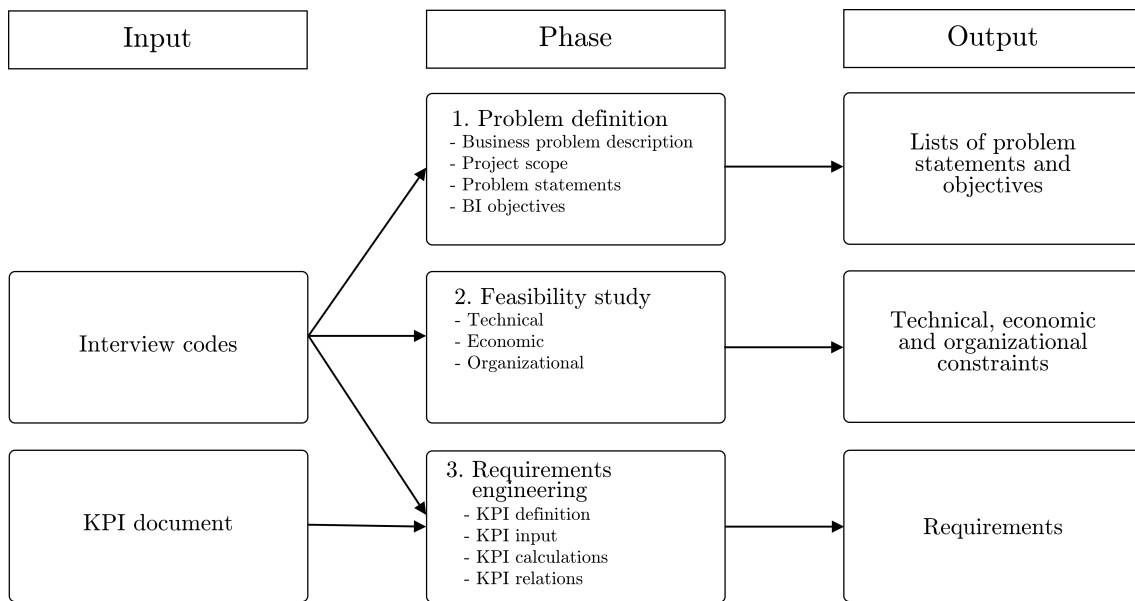 Input
Phase
Output
1. Problem definition
- Business problem description
- Project scope
- Problem statements
- BI objectives
Lists of problem
statements and
objectives
Interview codes
2. Feasibility study
- Technical
- Economic
- Organizational
Technical, economic
and organizational
constraints
KPI document
3. Requirements
engineering
- KPI definition
- KPI input
- KPI calculations
- KPI relations
Requirements